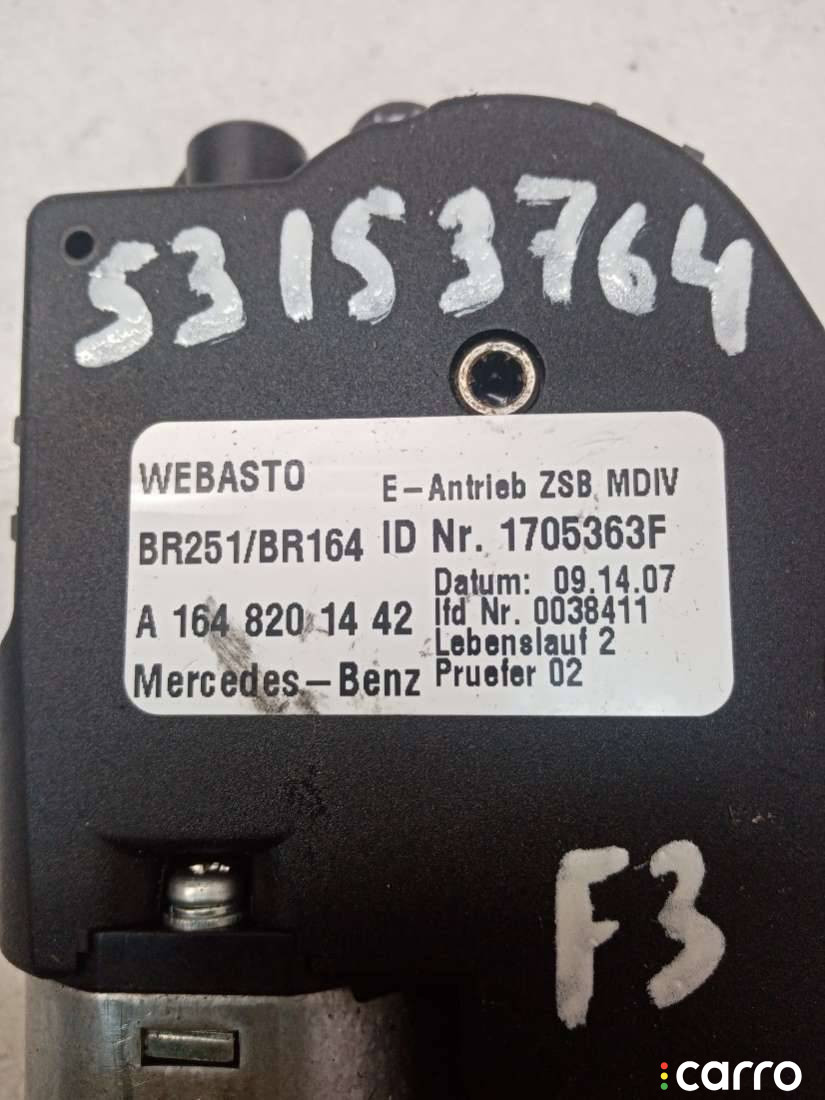 53153764
WEBASTO E-Antrieb ZSB MDIV
BR251/BR164 ID Nr. 1705363F
Datum: 09.14.07
A 164 820 14 42 lfd Nr. 0038411
Lebenslauf 2
Mercedes-Benz Pruefer 02
F3
carro